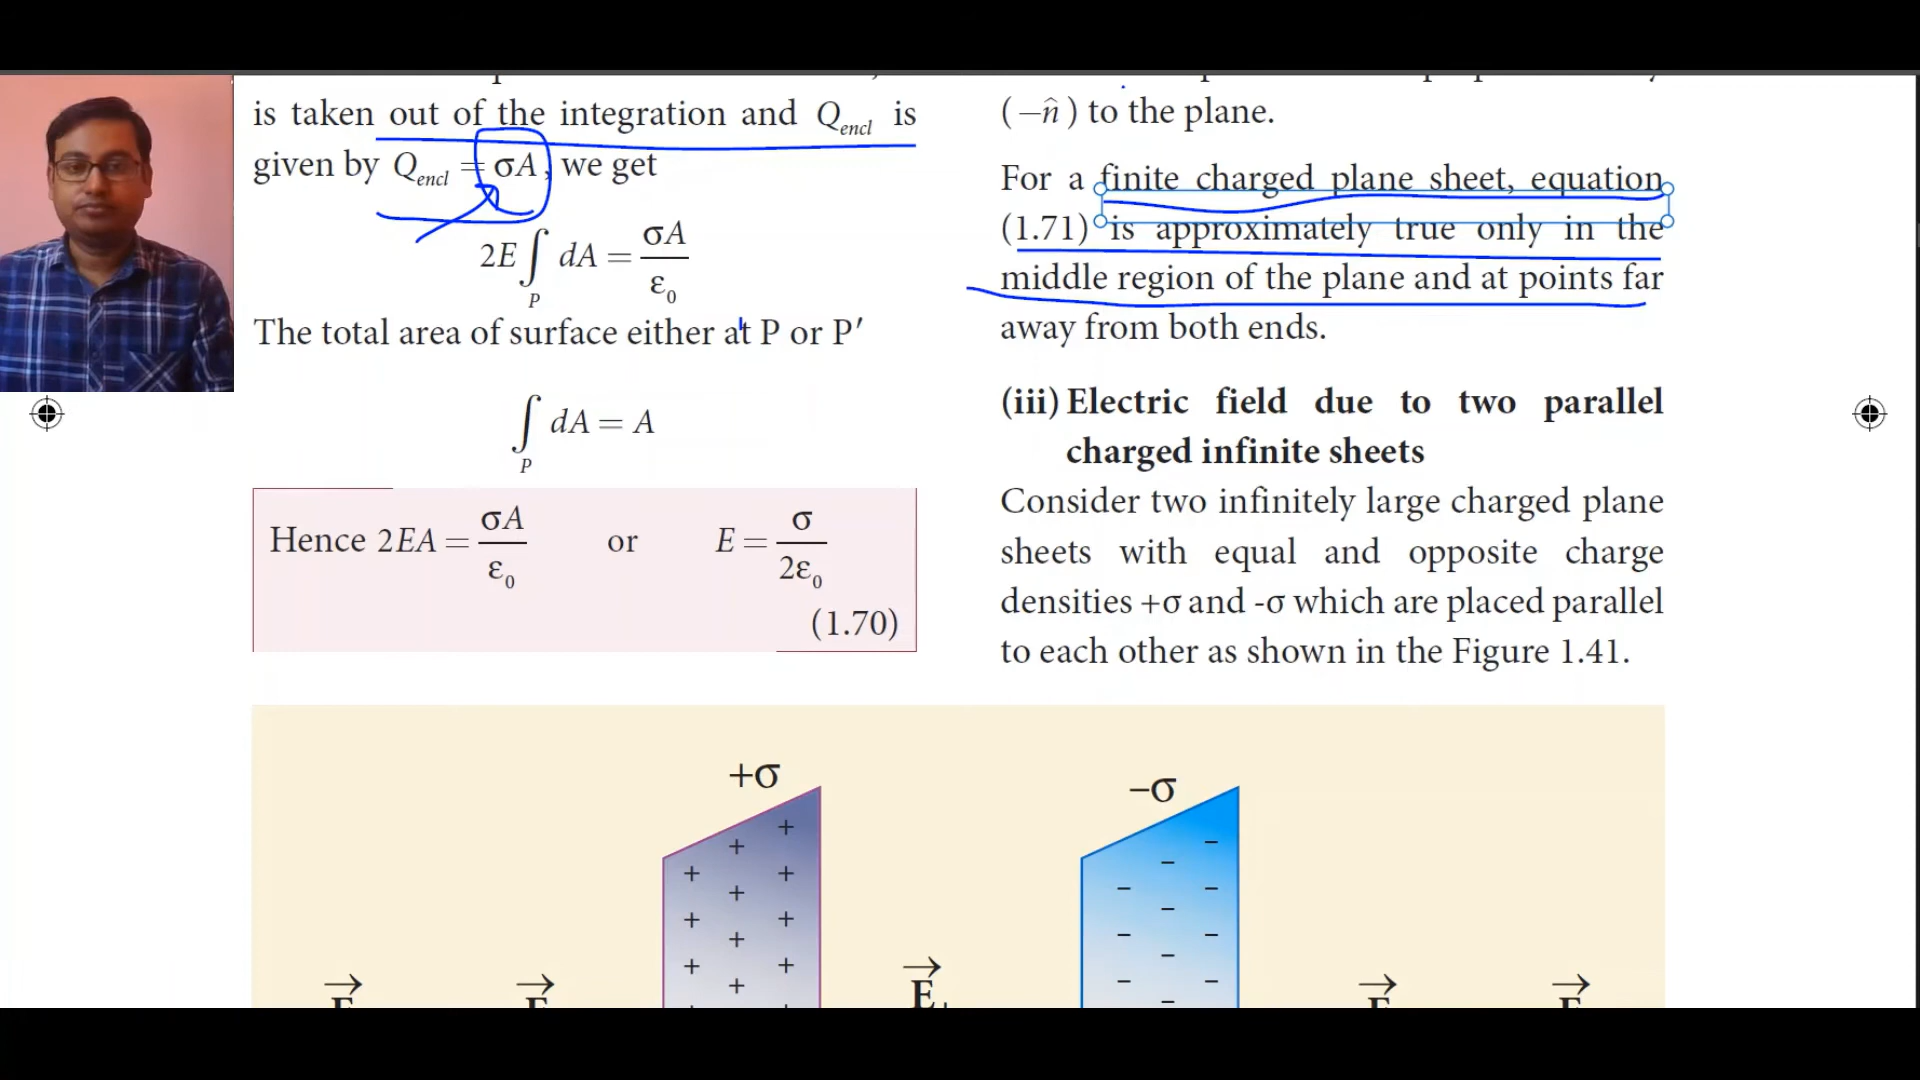 is taken out of the integration and Qencl is
given by Qencl = σA, we get
2E ∫P dA = σA/ε0
The total area of surface either at P or P′
∫P dA = A
Hence 2EA = σA/ε0 or E = σ/2ε0
(1.70)
(−n̂) to the plane.
For a finite charged plane sheet, equation
(1.71) is approximately true only in the
middle region of the plane and at points far
away from both ends.
(iii) Electric field due to two parallel
charged infinite sheets
Consider two infinitely large charged plane
sheets with equal and opposite charge
densities +σ and -σ which are placed parallel
to each other as shown in the Figure 1.41.
+σ
−σ